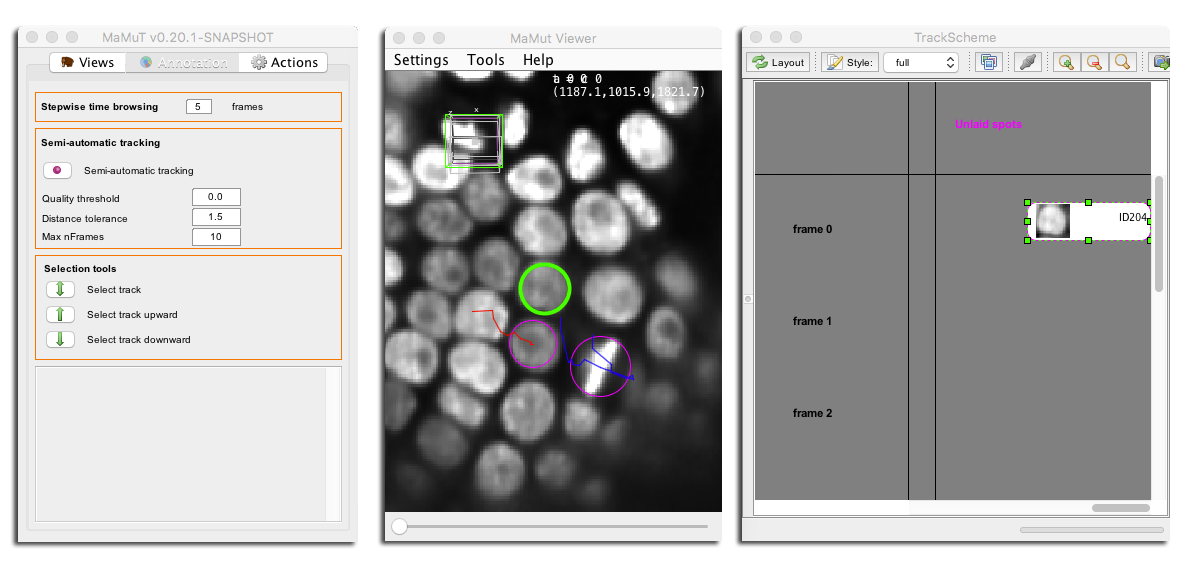 MaMuT v0.20.1-SNAPSHOT
Views
Annotation
Actions
Stepwise time browsing 5 frames
Semi-automatic tracking
Semi-automatic tracking
Quality threshold 0.0
Distance tolerance 1.5
Max nFrames 10
Selection tools
Select track
Select track upward
Select track downward
MaMut Viewer
Settings Tools Help
(1187.1,1015.9,1821.7)
x
z
TrackScheme
Layout Style: full
Unlaid spots
frame 0
ID204
frame 1
frame 2